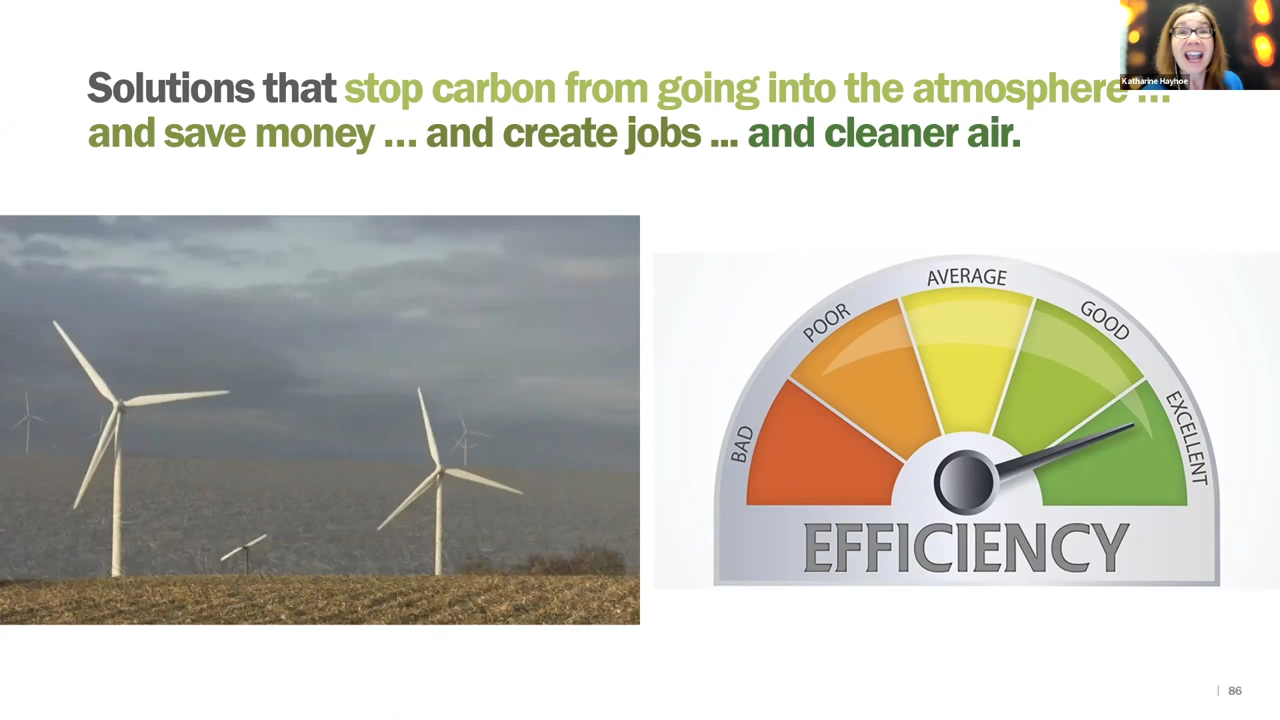 Solutions that stop carbon from going into the atmosphere ...
and save money ... and create jobs ... and cleaner air.
Katharine Hayhoe
BAD
POOR
AVERAGE
GOOD
EXCELLENT
EFFICIENCY
| 86